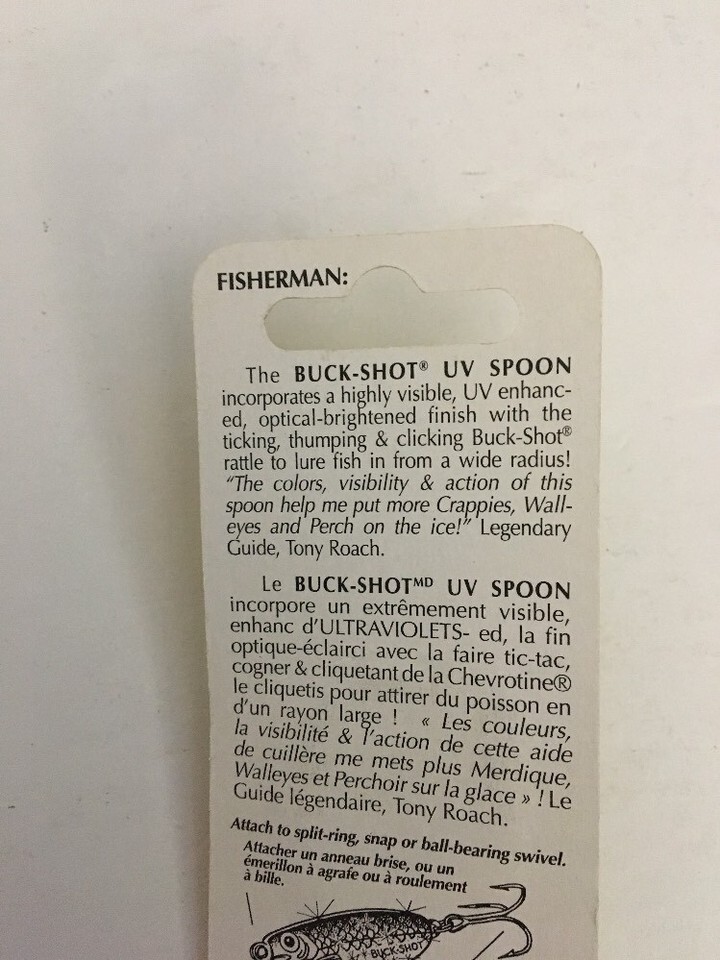 FISHERMAN:
The BUCK-SHOT® UV SPOON
incorporates a highly visible, UV enhanc-
ed, optical-brightened finish with the
ticking, thumping & clicking Buck-Shot®
rattle to lure fish in from a wide radius!
“The colors, visibility & action of this
spoon help me put more Crappies, Wall-
eyes and Perch on the ice!” Legendary
Guide, Tony Roach.
Le BUCK-SHOTMD UV SPOON
incorpore un extrêmement visible,
enhanc d’ULTRAVIOLETS- ed, la fin
optique-éclairci avec la faire tic-tac,
cogner & cliquetant de la Chevrotine®
le cliquetis pour attirer du poisson en
d’un rayon large ! « Les couleurs,
la visibilité & l’action de cette aide
de cuillère me mets plus Merdique,
Walleyes et Perchoir sur la glace » ! Le
Guide légendaire, Tony Roach.
Attach to split-ring, snap or ball-bearing swivel.
Attacher un anneau brise, ou un
émerillon à agrafe ou à roulement
à bille.
BUCK-SHOT